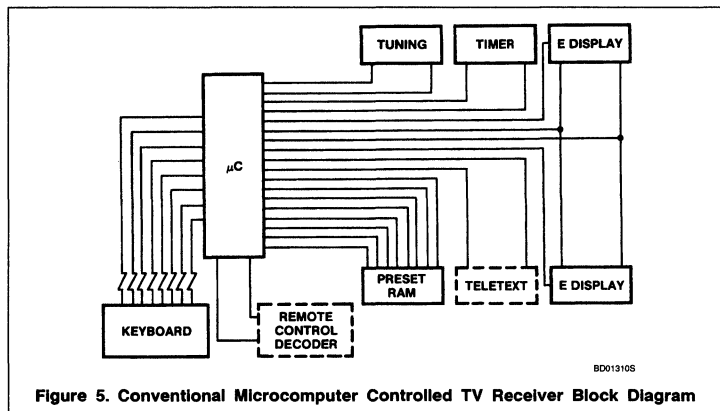 TUNING
TIMER
E DISPLAY
μC
PRESET
RAM
TELETEXT
E DISPLAY
KEYBOARD
REMOTE
CONTROL
DECODER
BD01310S
Figure 5. Conventional Microcomputer Controlled TV Receiver Block Diagram